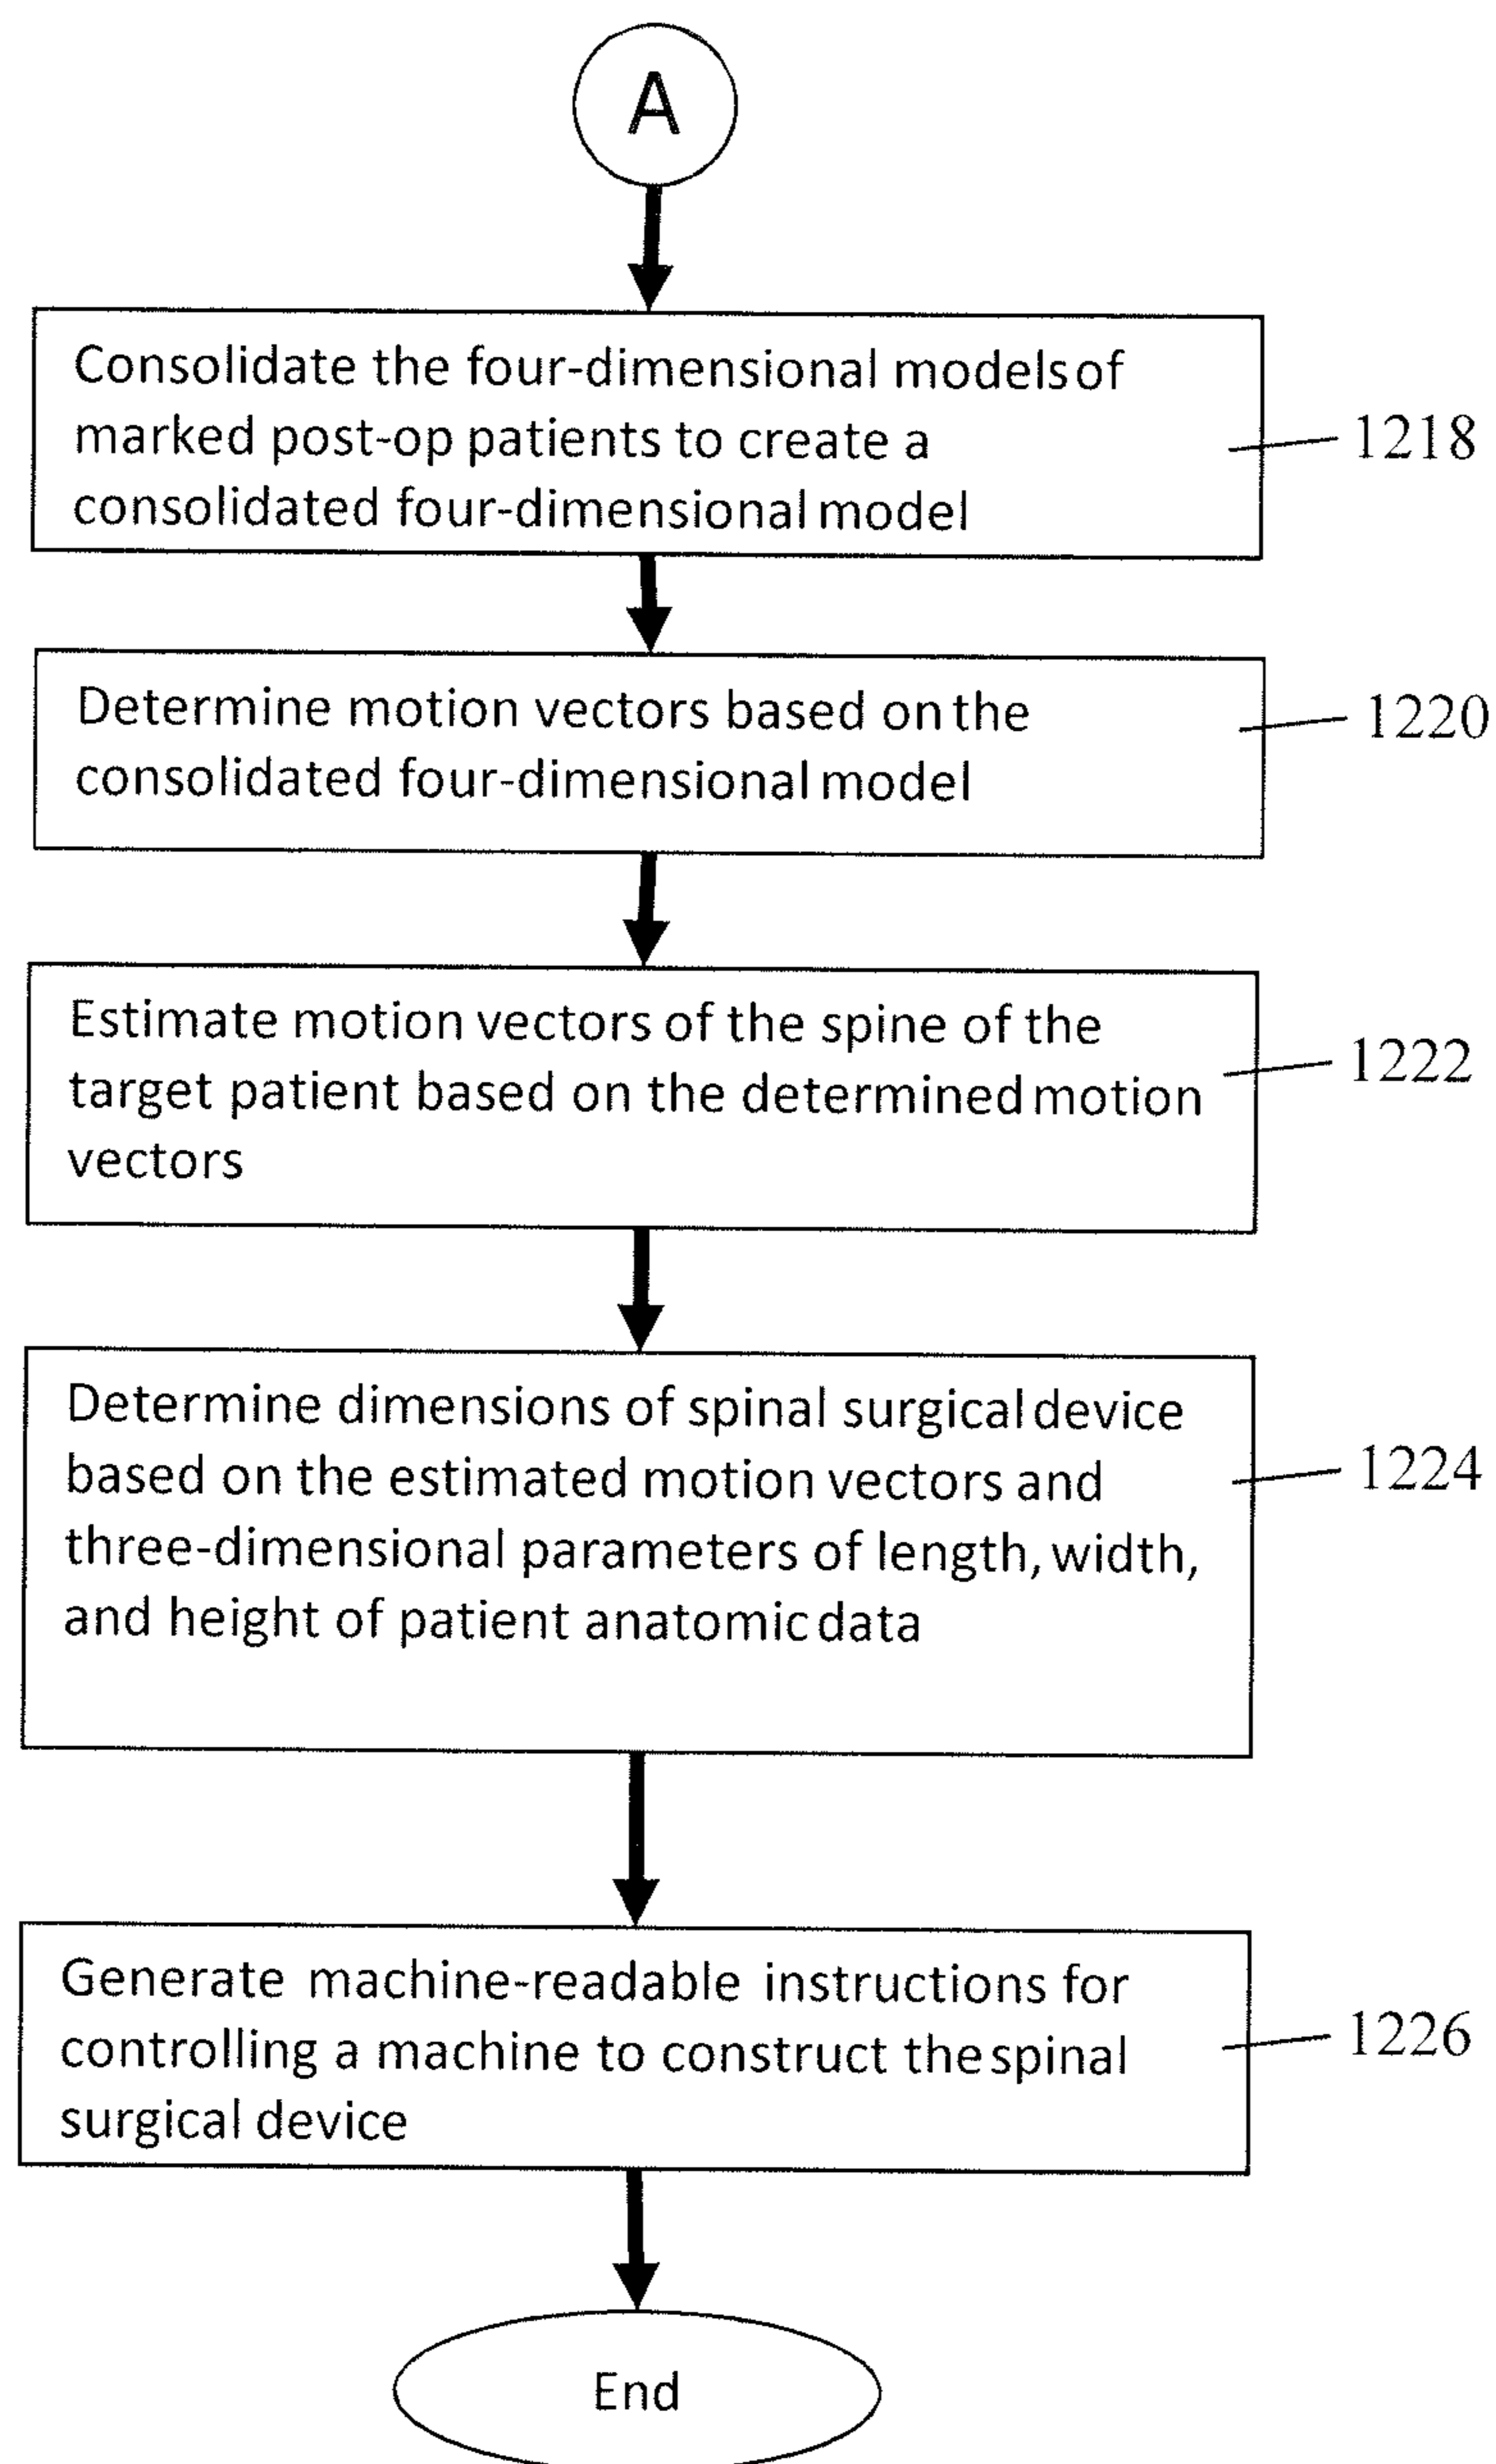 A
Consolidate the four-dimensional models of
marked post-op patients to create a
consolidated four-dimensional model
1218
Determine motion vectors based on the
consolidated four-dimensional model
1220
Estimate motion vectors of the spine of the
target patient based on the determined motion
vectors
1222
Determine dimensions of spinal surgical device
based on the estimated motion vectors and
three-dimensional parameters of length, width,
and height of patient anatomic data
1224
Generate machine-readable instructions for
controlling a machine to construct the spinal
surgical device
1226
End